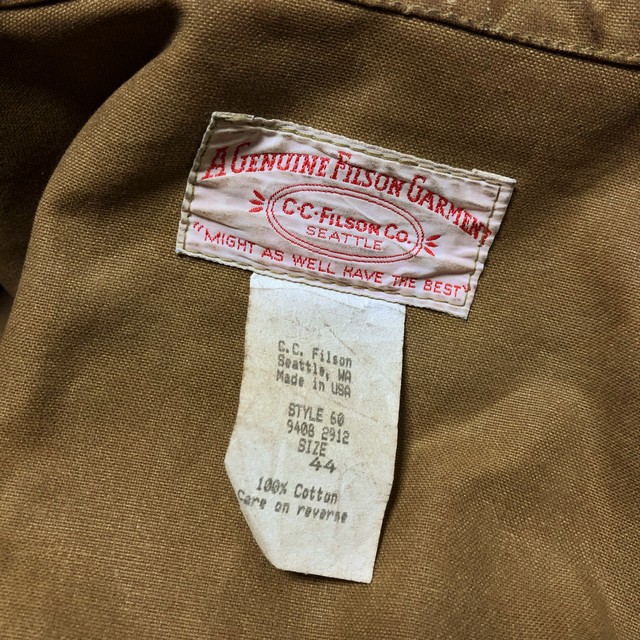 A GENUINE FILSON GARMENT
C·C·FILSON CO.
SEATTLE
"MIGHT AS WELL HAVE THE BEST"
C.C. Filson
Seattle, WA
Made in USA
STYLE 60
9408 2912
SIZE
44
100% Cotton
Care on reverse